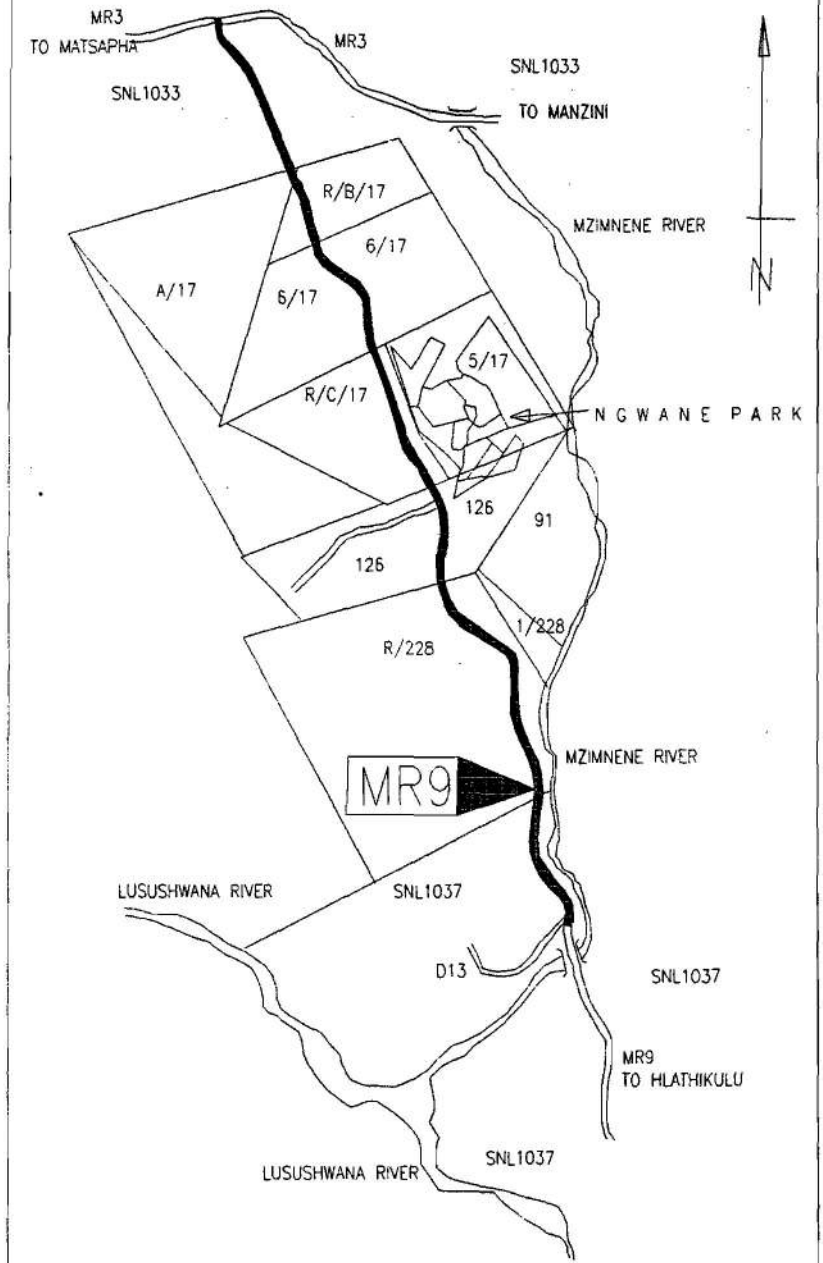 MR3
TO MATSAPHA
MR3
SNL1033
SNL1033
TO MANZINI
R/B/17
MZIMNENE RIVER
6/17
A/17
6/17
N
5/17
R/C/17
NGWANE PARK
126
91
126
1/228
R/228
MZIMNENE RIVER
MR9
LUSUSHWANA RIVER
SNL1037
D13
SNL1037
MR9
TO HLATHIKULU
SNL1037
LUSUSHWANA RIVER